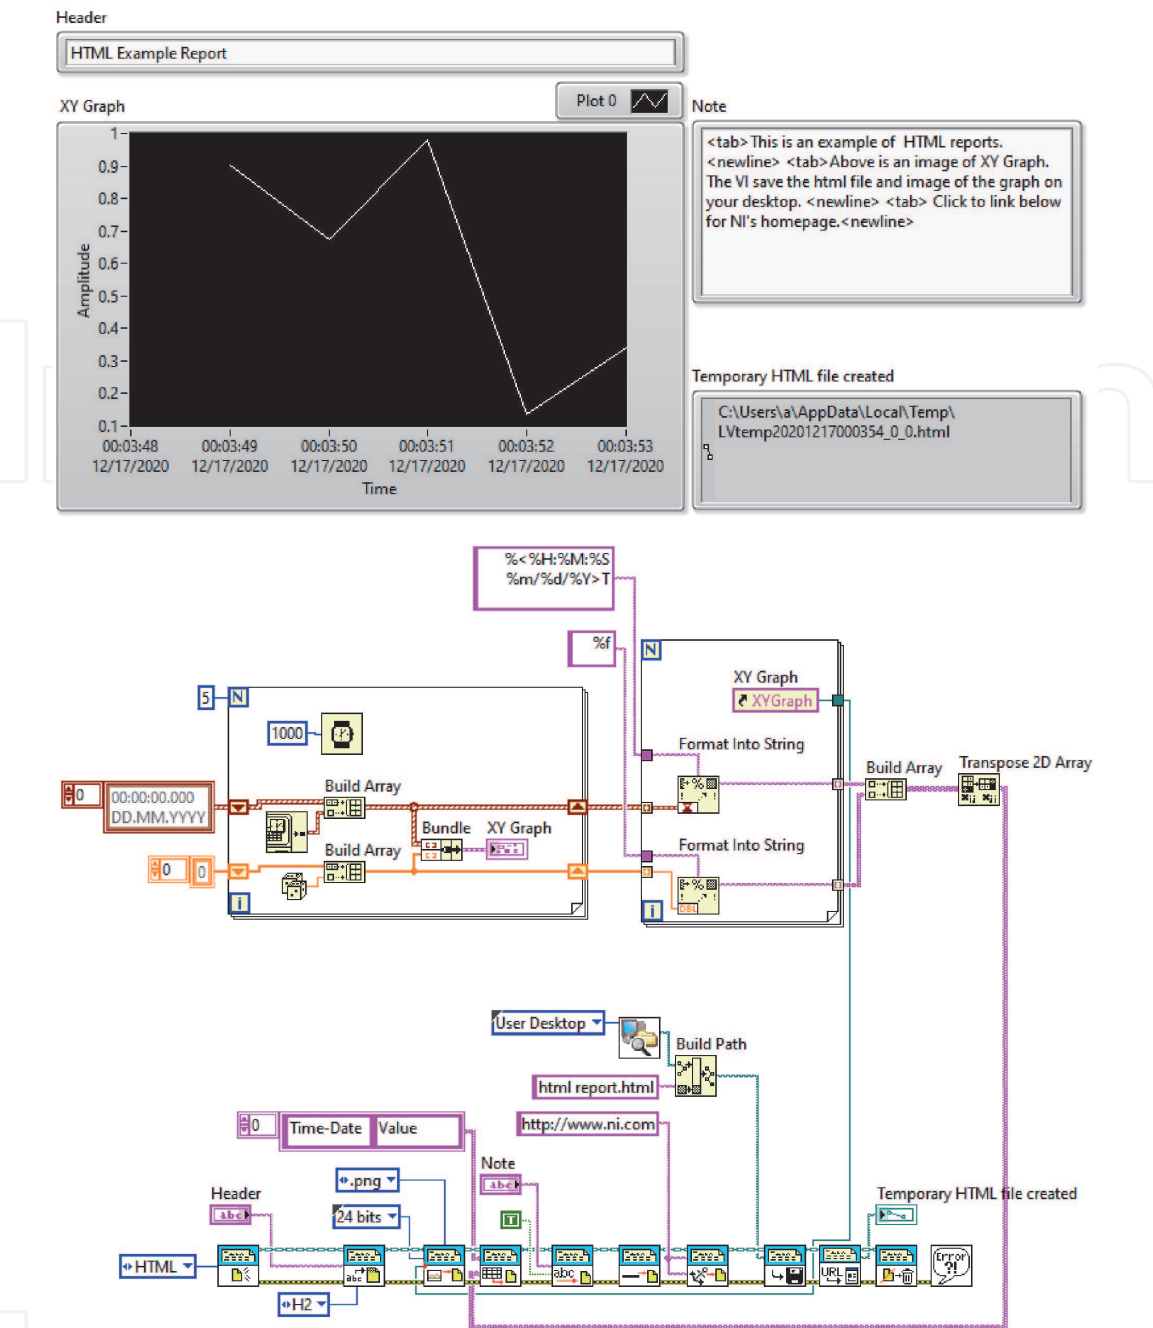 Header
HTML Example Report
XY Graph
Plot 0
Note
<tab>This is an example of  HTML reports.
<newline> <tab>Above is an image of XY Graph.
The VI save the html file and image of the graph on
your desktop. <newline> <tab> Click to link below
for NI's homepage.<newline>
1
0.9
0.8
0.7
0.6
0.5
0.4
0.3
0.2
0.1
Amplitude
00:03:48 00:03:49 00:03:50 00:03:51 00:03:52 00:03:53
12/17/2020 12/17/2020 12/17/2020 12/17/2020 12/17/2020 12/17/2020
Time
Temporary HTML file created
C:\Users\a\AppData\Local\Temp\
LVtemp20201217000354_0_0.html
%<%H:%M:%S
%m/%d/%Y>T
%f
N
XY Graph
XYGraph
5
N
1000
Format Into String
Build Array
Transpose 2D Array
0
00:00:00.000
DD.MM.YYYY
Build Array
Bundle
XY Graph
Build Array
Format Into String
0
0
DBL
i
i
User Desktop
Build Path
html report.html
0
Time-Date
Value
http://www.ni.com
Note
abc
.png
Header
abc
24 bits
T
Temporary HTML file created
HTML
abc
abc
URL
Error
?!
H2